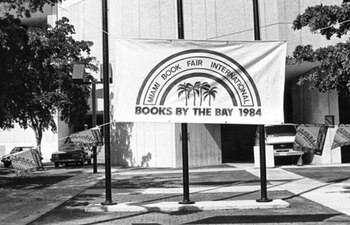 MIAMI BOOK FAIR INTERNATIONAL
BOOKS BY THE BAY 1984